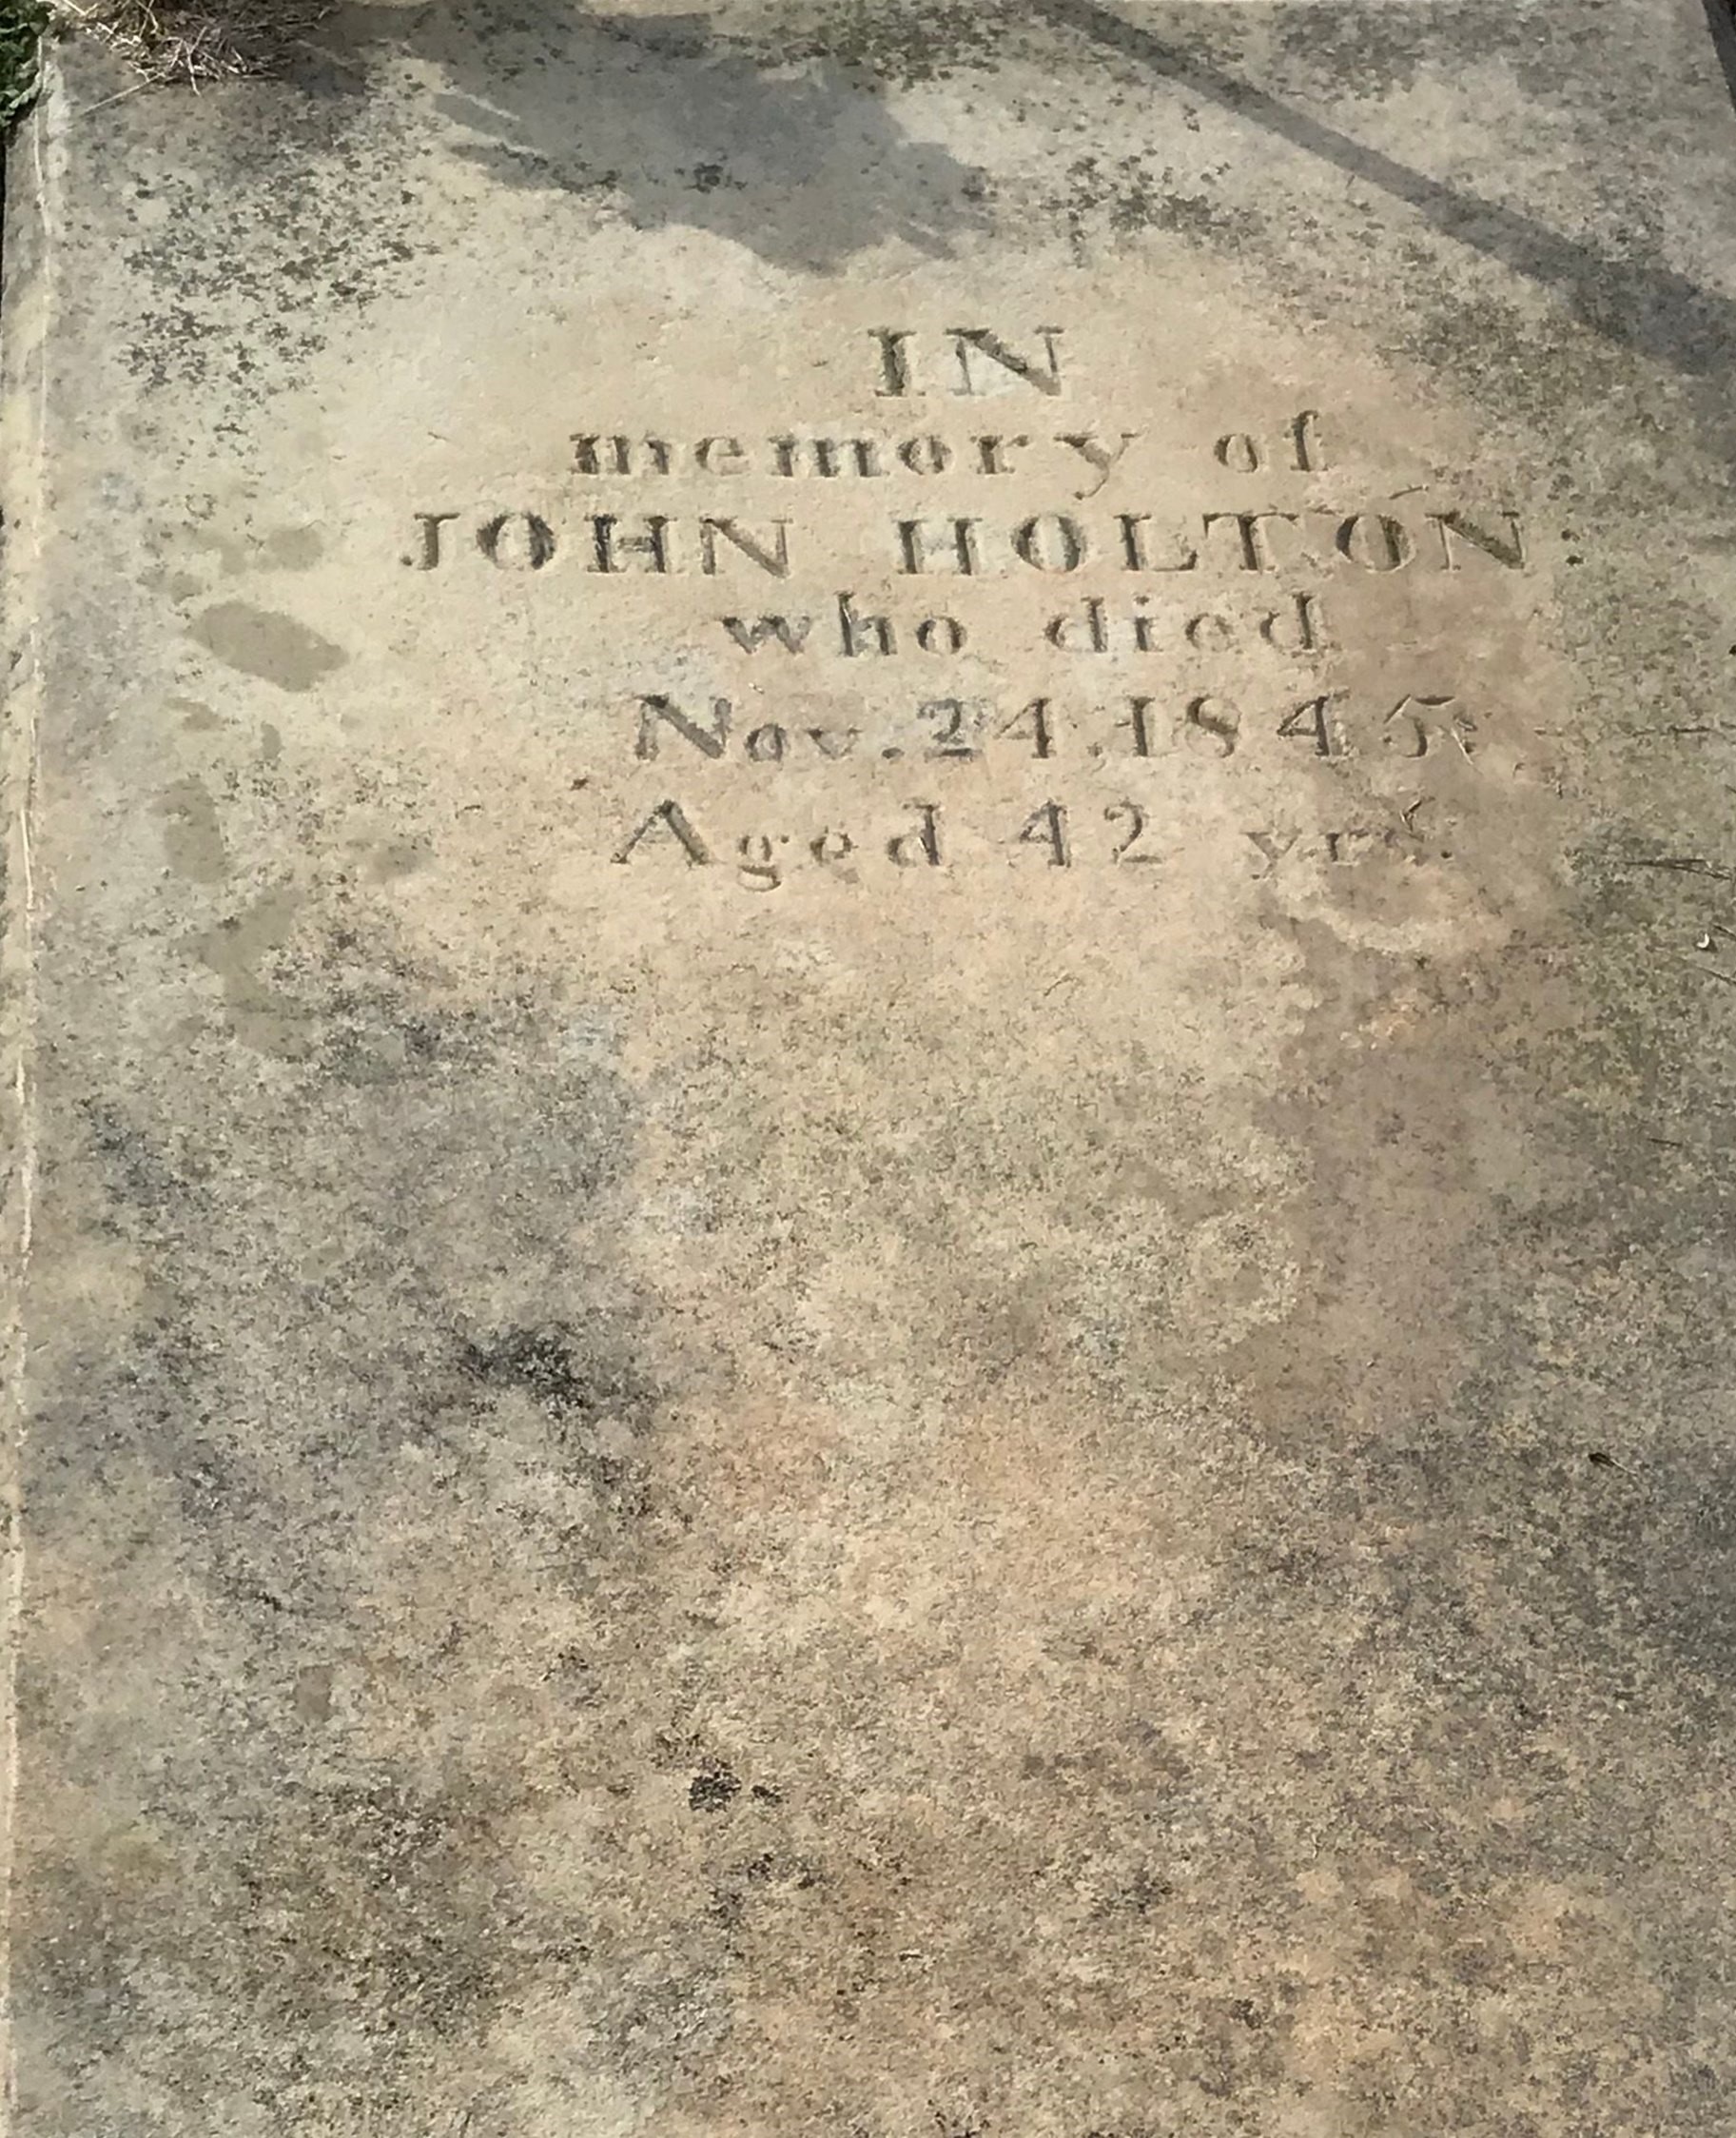 IN
memory of
JOHN HOLTON
who died
Nov. 24, 1845:
Aged 42 yrs.